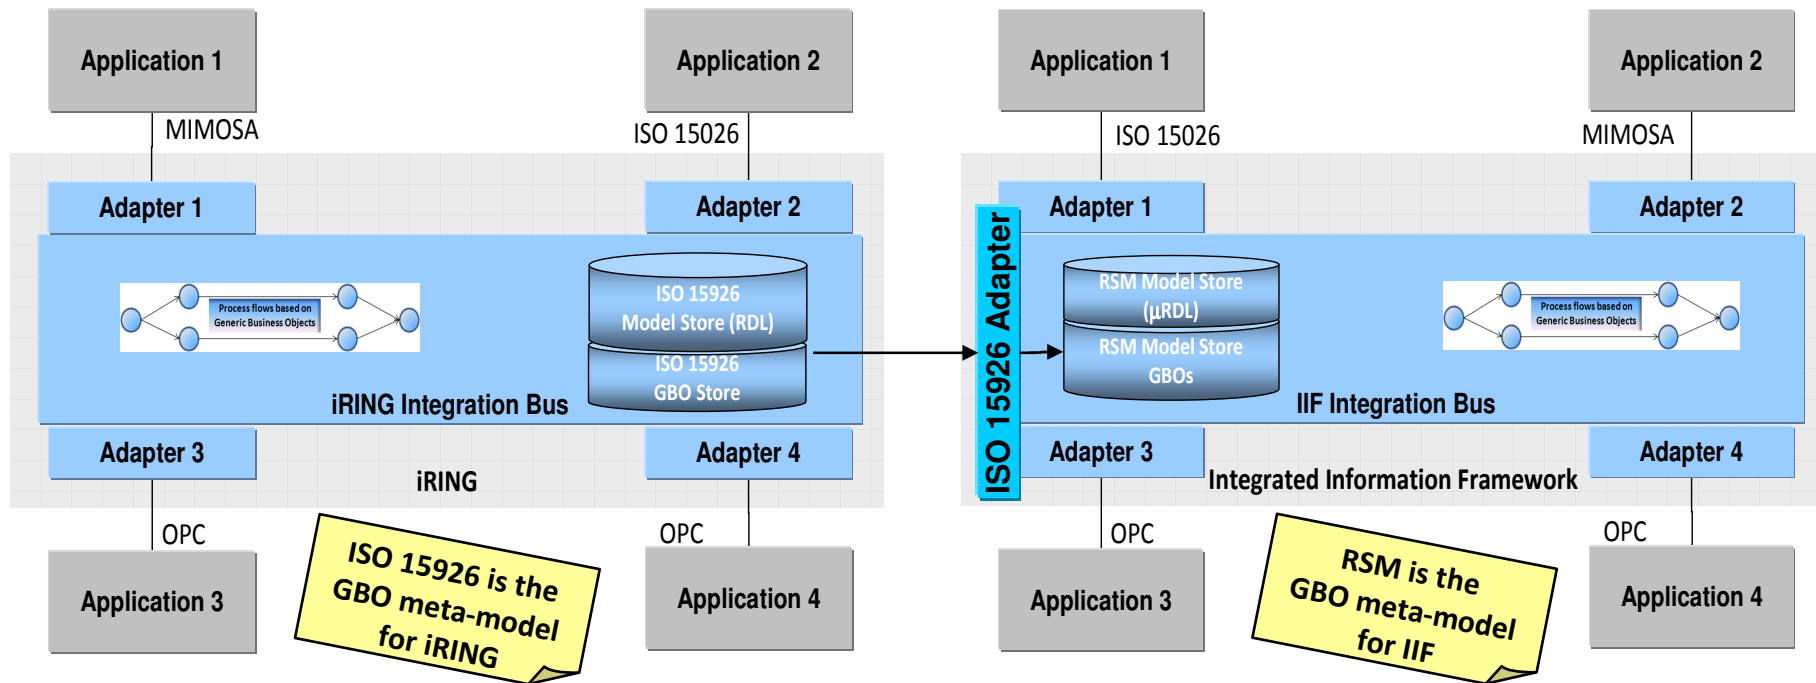 Application 1
Application 2
Application 1
Application 2
MIMOSA
ISO 15026
ISO 15026
MIMOSA
Adapter 1
Adapter 2
Adapter 1
Adapter 2
Process flows based on
Generic Business Objects
ISO 15926
Model Store (RDL)
ISO 15926
GBO Store
iRING Integration Bus
ISO 15926 Adapter
RSM Model Store
(μRDL)
RSM Model Store
GBOs
Process flows based on
Generic Business Objects
IIF Integration Bus
Adapter 3
Adapter 4
Adapter 3
Adapter 4
iRING
Integrated Information Framework
OPC
OPC
OPC
OPC
Application 3
ISO 15926 is the
GBO meta-model
for iRING
Application 4
Application 3
RSM is the
GBO meta-model
for IIF
Application 4